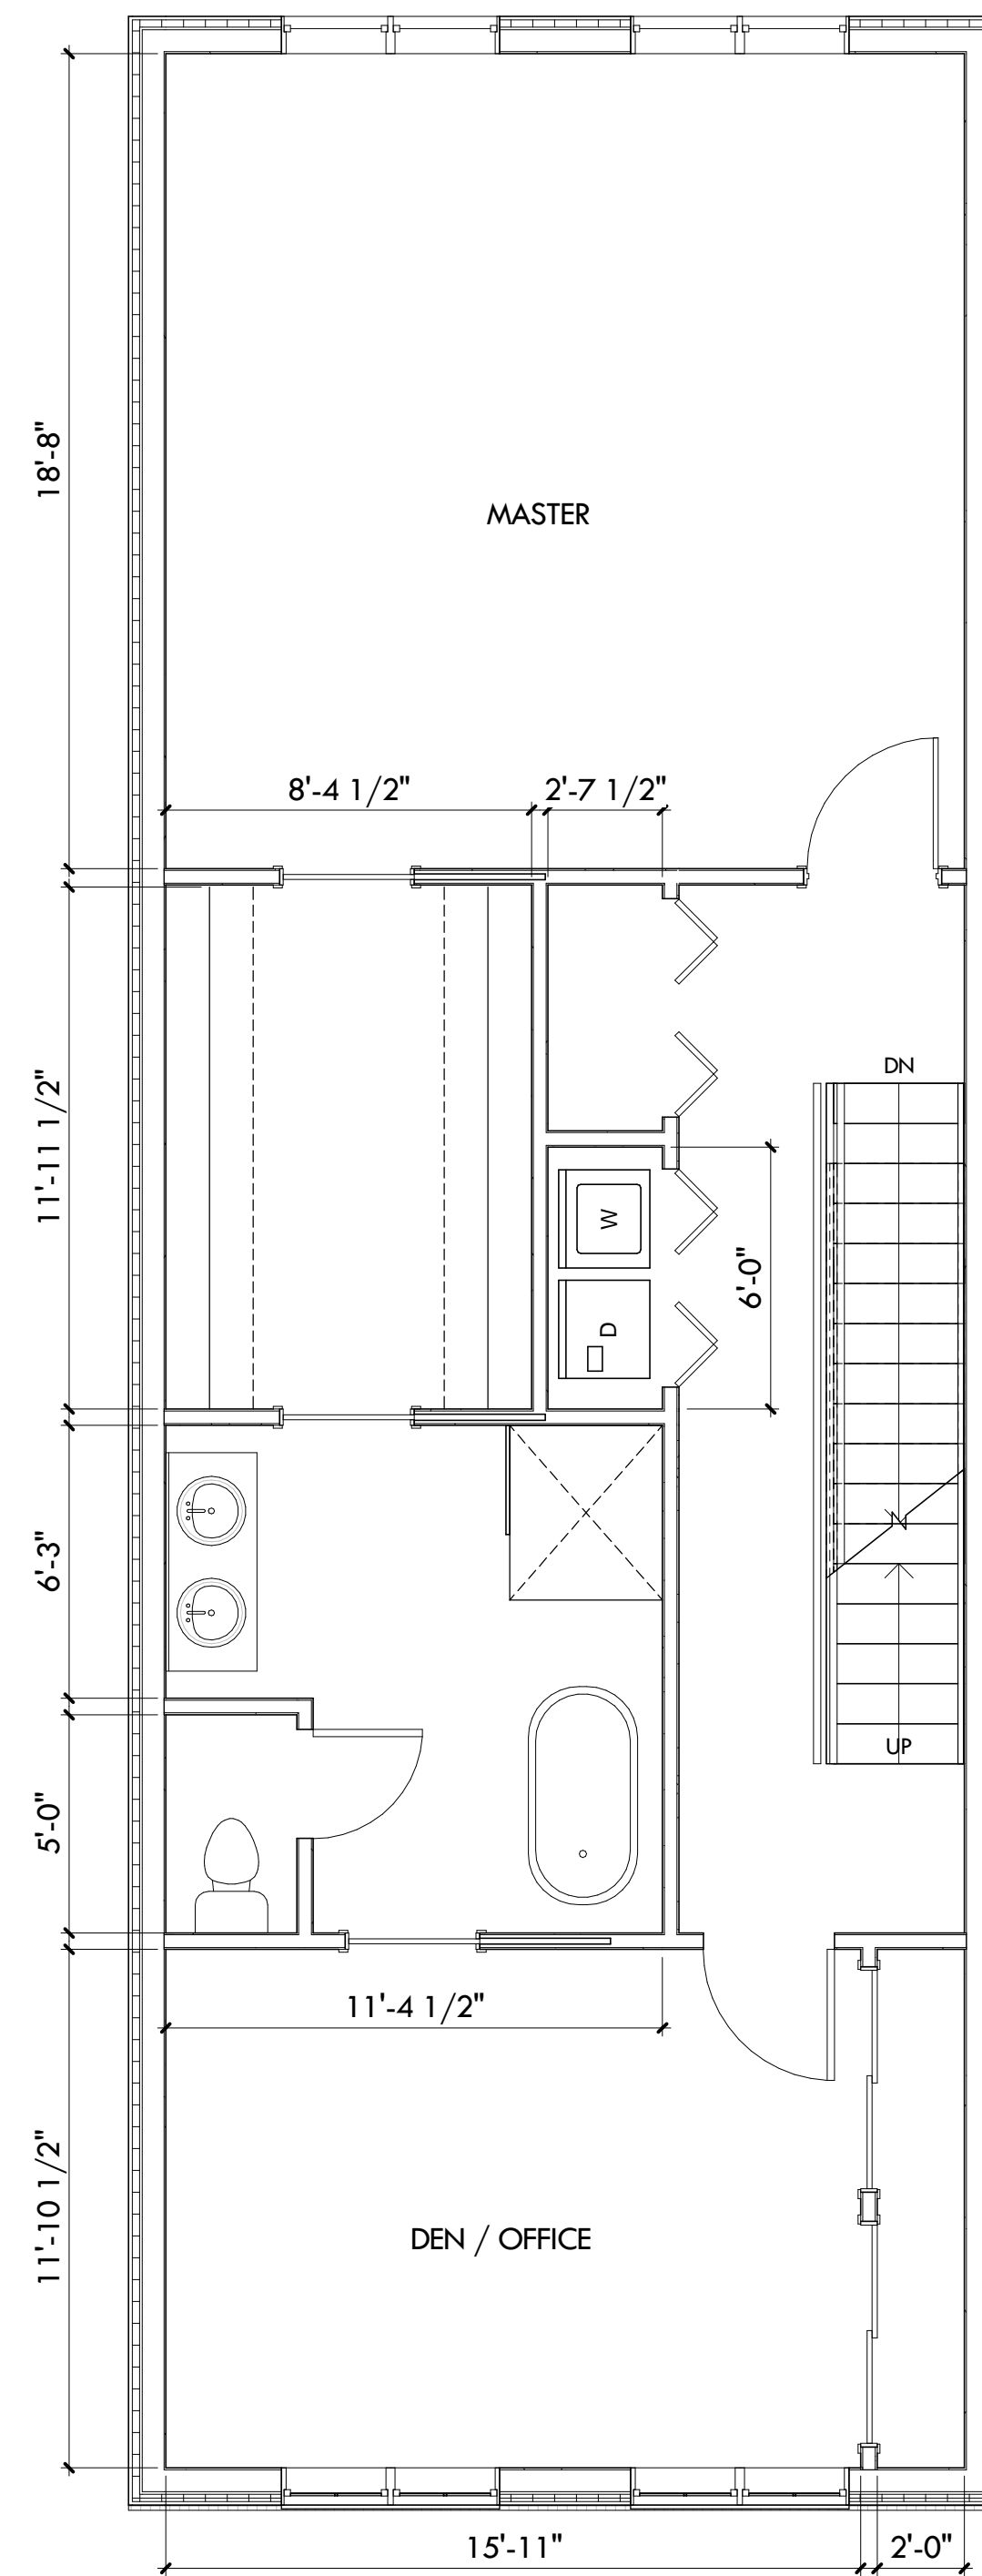 18'-8"
MASTER
8'-4 1/2"
2'-7 1/2"
11'-11 1/2"
DN
W
6'-0"
D
6'-3"
UP
5'-0"
11'-4 1/2"
11'-10 1/2"
DEN / OFFICE
15'-11"
2'-0"